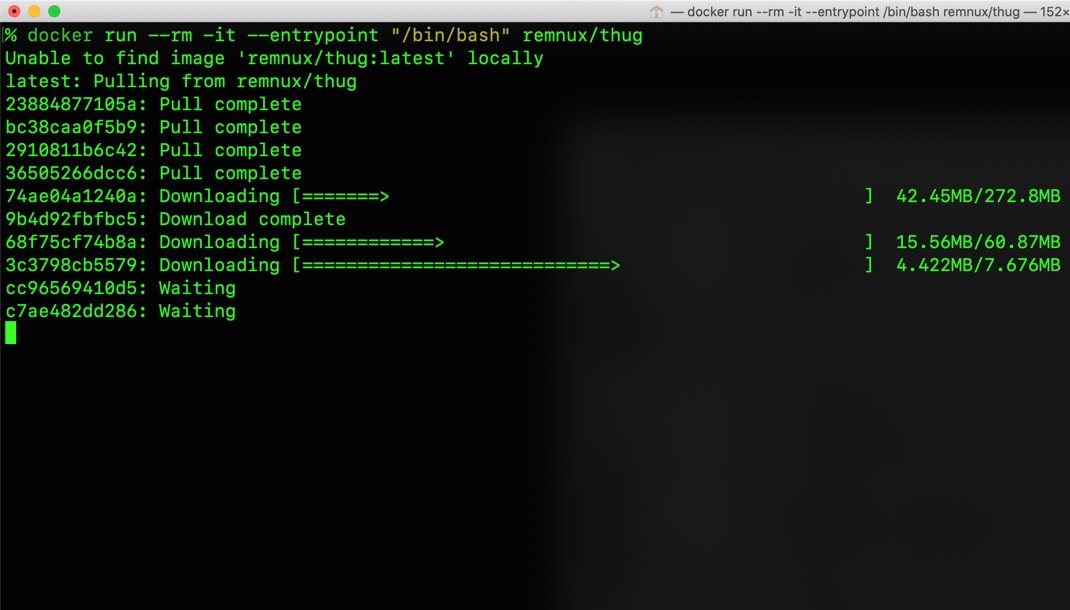 — docker run --rm -it --entrypoint /bin/bash remnux/thug — 152×
% docker run --rm -it --entrypoint "/bin/bash" remnux/thug
Unable to find image 'remnux/thug:latest' locally
latest: Pulling from remnux/thug
23884877105a: Pull complete
bc38caa0f5b9: Pull complete
2910811b6c42: Pull complete
36505266dcc6: Pull complete
74ae04a1240a: Downloading [=======> ] 42.45MB/272.8MB
9b4d92fbfbc5: Download complete
68f75cf74b8a: Downloading [============> ] 15.56MB/60.87MB
3c3798cb5579: Downloading [============================> ] 4.422MB/7.676MB
cc96569410d5: Waiting
c7ae482dd286: Waiting